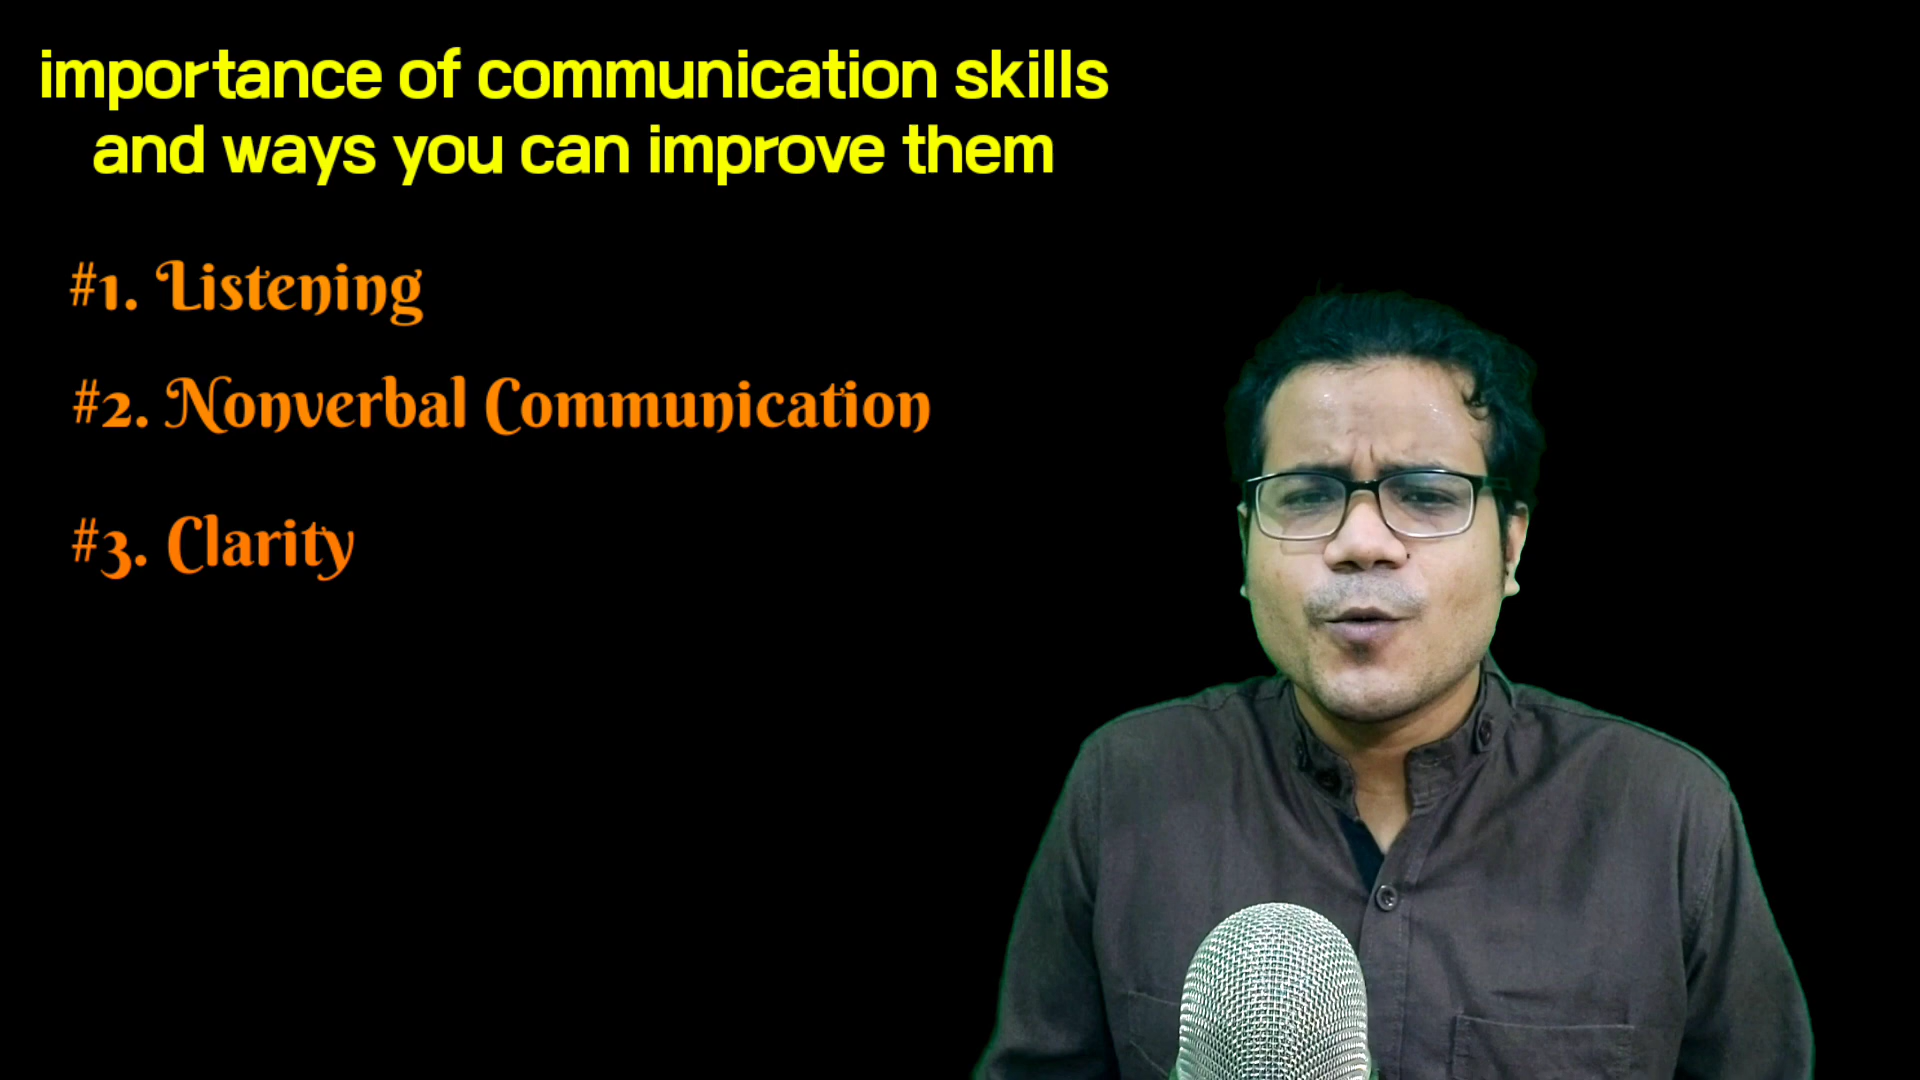 importance of communication skills
and ways you can improve them
#1. Listening
#2. Nonverbal Communication
#3. Clarity